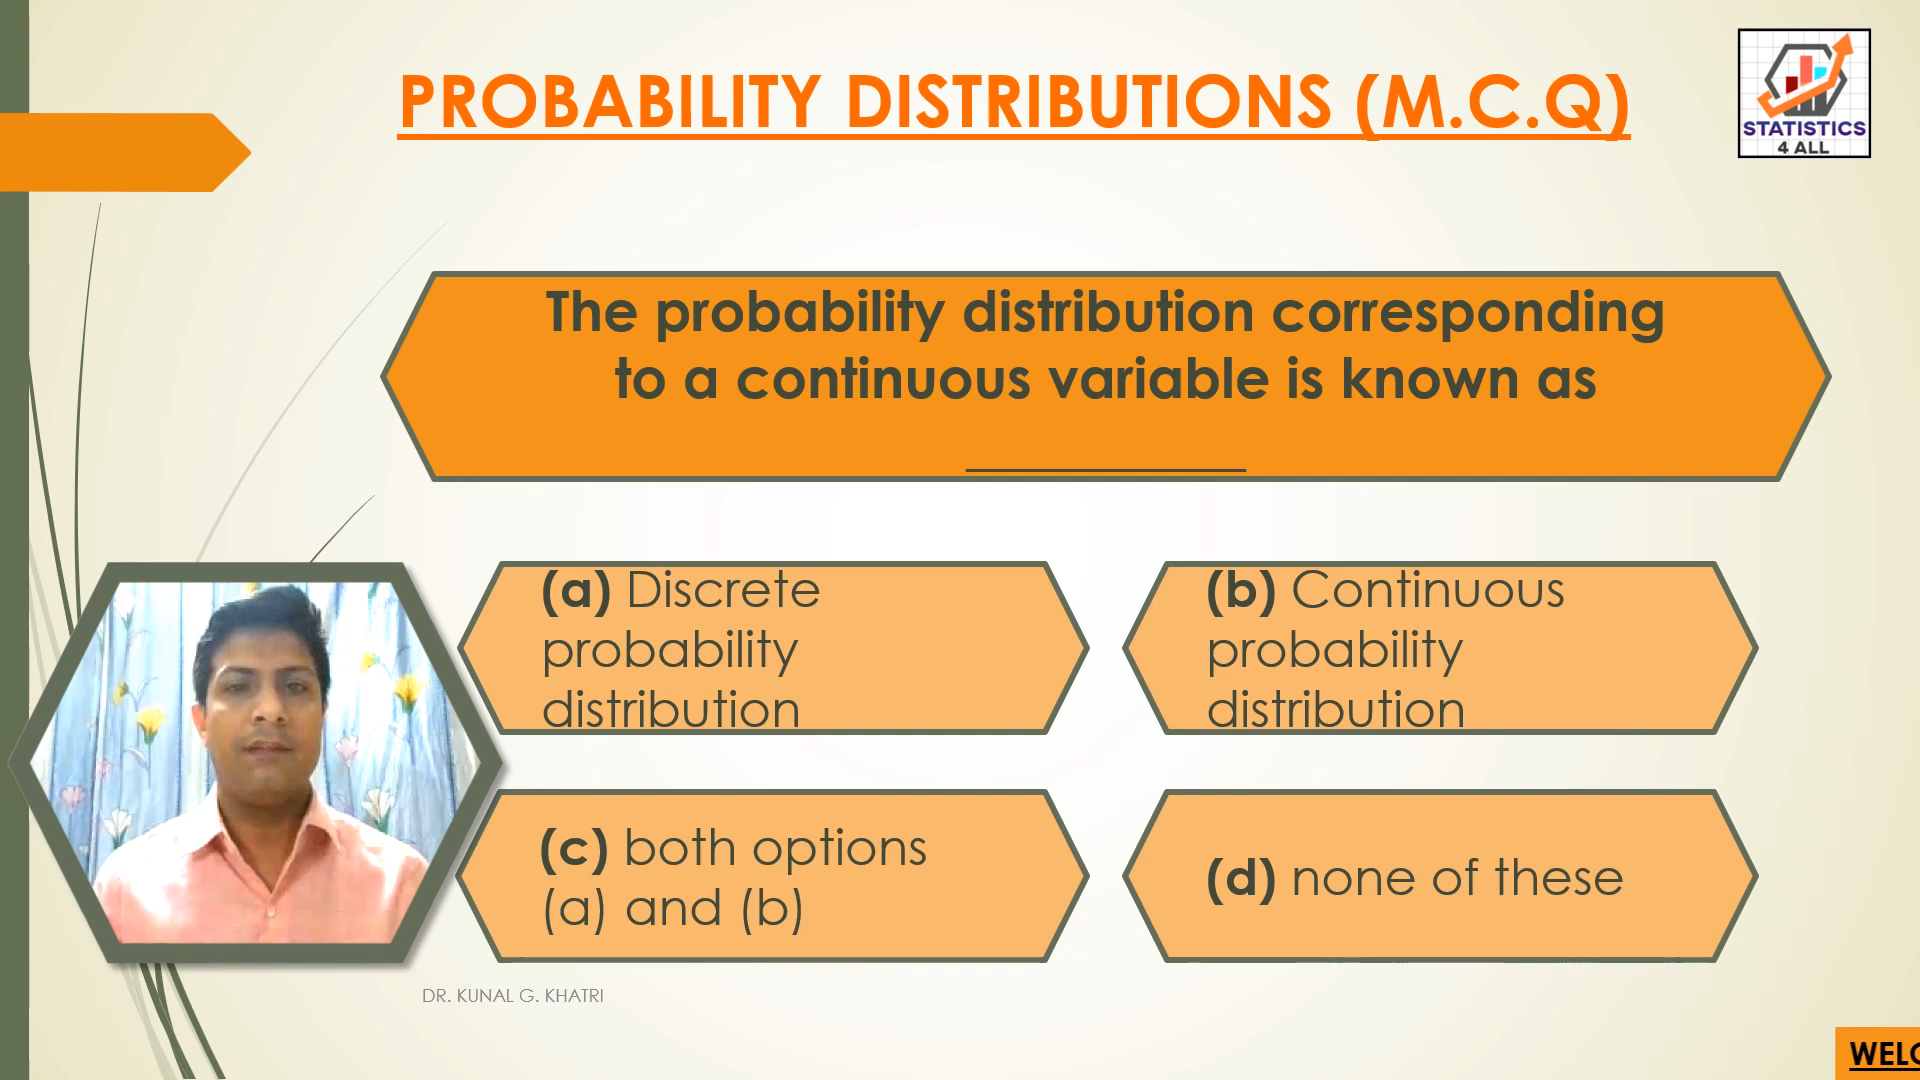 PROBABILITY DISTRIBUTIONS (M.C.Q)
STATISTICS
4 ALL
The probability distribution corresponding
to a continuous variable is known as
__________
(a) Discrete
probability
distribution
(b) Continuous
probability
distribution
(c) both options
(a) and (b)
(d) none of these
DR. KUNAL G. KHATRI